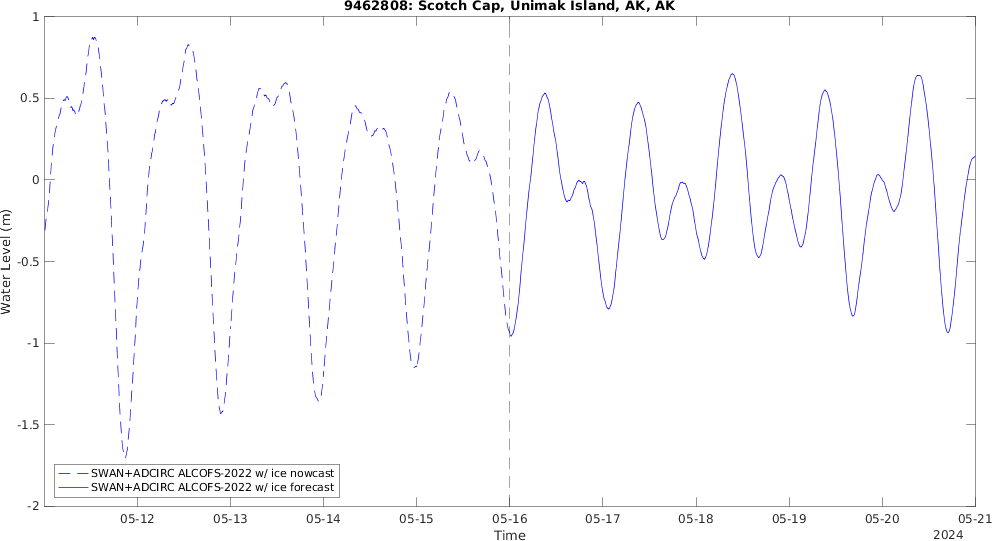 9462808: Scotch Cap, Unimak Island, AK, AK
1
0.5
0
-0.5
-1
-1.5
-2
Water Level (m)
SWAN+ADCIRC ALCOFS-2022 w/ ice nowcast
SWAN+ADCIRC ALCOFS-2022 w/ ice forecast
05-12 05-13 05-14 05-15 05-16 05-17 05-18 05-19 05-20 05-21
Time
2024